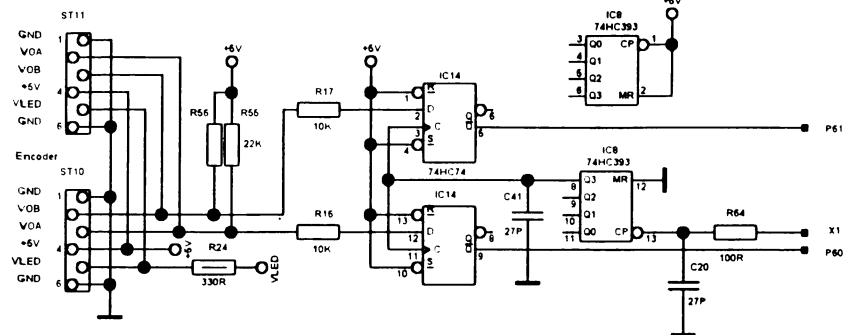 ST11
GND
VOA
VOB
+5V
VLED
GND
1
4
6
Encoder
ST10
GND
VOB
VOA
+6V
VLED
GND
1
4
6
+6V
R56
R55
22K
+6V
R24
330R
VLED
R17
10K
R16
10K
+6V
IC14
1
2
3
4
R
D
C
S
Q
Q
6
5
74HC74
IC14
13
12
11
10
R
D
C
S
Q
Q
8
9
C41
27P
IC9
74HC393
3
4
5
6
Q0
Q1
Q2
Q3
CP
MR
1
2
+6V
P61
IC8
74HC393
8
9
10
11
Q3
Q2
Q1
Q0
MR
CP
12
13
R64
100R
C20
27P
X1
P60